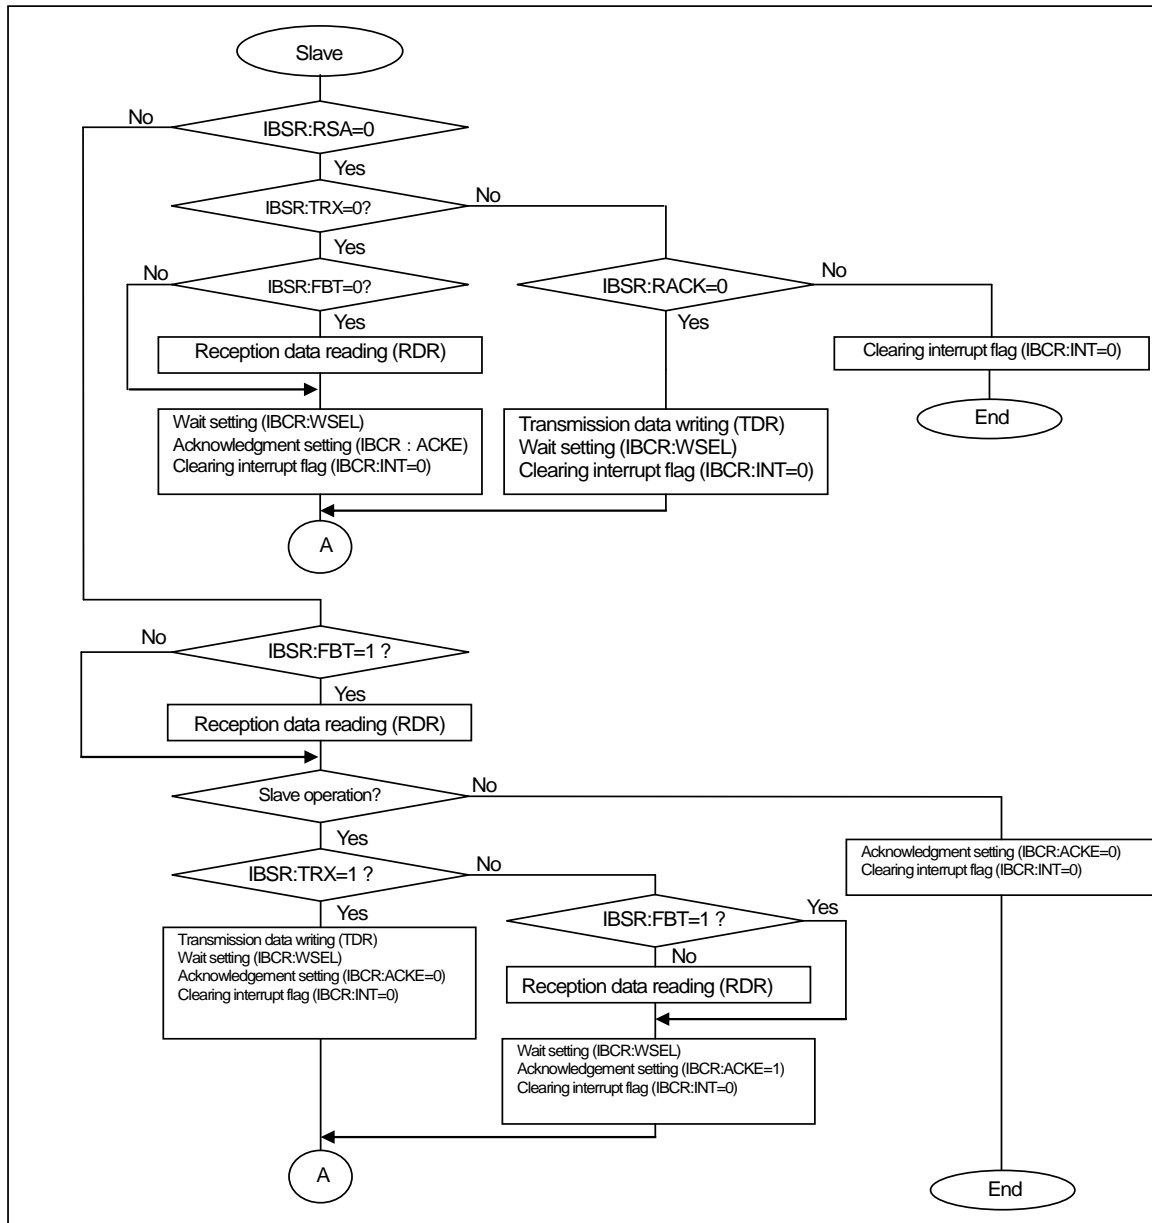 Slave
No
IBSR:RSA=0
Yes
No
IBSR:TRX=0?
Yes
No
IBSR:FBT=0?
Yes
IBSR:RACK=0
No
Yes
Reception data reading (RDR)
Clearing interrupt flag (IBCR:INT=0)
Wait setting (IBCR:WSEL)
Acknowledgment setting (IBCR : ACKE)
Clearing interrupt flag (IBCR:INT=0)
Transmission data writing (TDR)
Wait setting (IBCR:WSEL)
Clearing interrupt flag (IBCR:INT=0)
End
A
No
IBSR:FBT=1 ?
Yes
Reception data reading (RDR)
Slave operation?
No
Yes
Acknowledgment setting (IBCR:ACKE=0)
Clearing interrupt flag (IBCR:INT=0)
IBSR:TRX=1 ?
No
Yes
IBSR:FBT=1 ?
Yes
No
Transmission data writing (TDR)
Wait setting (IBCR:WSEL)
Acknowledgement setting (IBCR:ACKE=0)
Clearing interrupt flag (IBCR:INT=0)
Reception data reading (RDR)
Wait setting (IBCR:WSEL)
Acknowledgement setting (IBCR:ACKE=1)
Clearing interrupt flag (IBCR:INT=0)
A
End